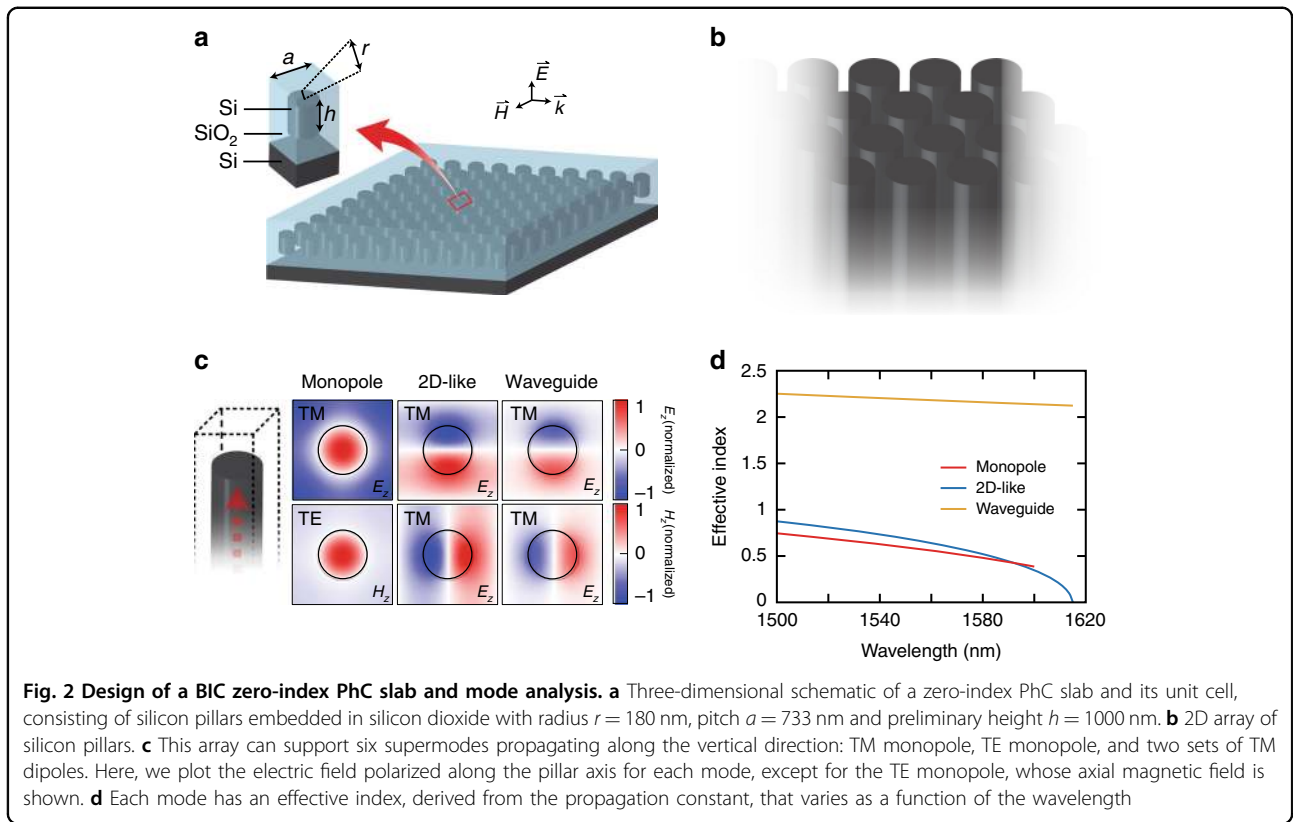 a
b
a
r
h
Si
SiO2
Si
E
H
k
c
d
Monopole
2D-like
Waveguide
TM
TM
TM
Ez
Ez
Ez
1
0
−1
Ez(normalized)
TE
TM
TM
Hz
Ez
Ez
1
0
−1
Hz(normalized)
2.5
2
1.5
1
0.5
0
Effective index
Monopole
2D-like
Waveguide
1500
1540
1580
1620
Wavelength (nm)
Fig. 2 Design of a BIC zero-index PhC slab and mode analysis. a Three-dimensional schematic of a zero-index PhC slab and its unit cell,
consisting of silicon pillars embedded in silicon dioxide with radius r = 180 nm, pitch a = 733 nm and preliminary height h = 1000 nm. b 2D array of
silicon pillars. c This array can support six supermodes propagating along the vertical direction: TM monopole, TE monopole, and two sets of TM
dipoles. Here, we plot the electric field polarized along the pillar axis for each mode, except for the TE monopole, whose axial magnetic field is
shown. d Each mode has an effective index, derived from the propagation constant, that varies as a function of the wavelength